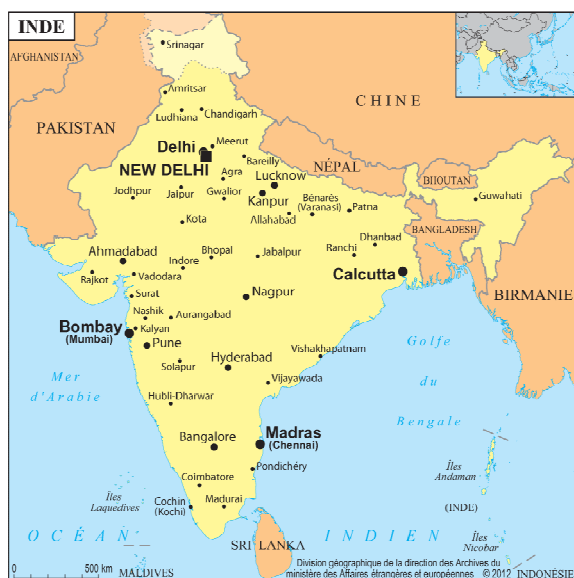 INDE
AFGHANISTAN
Srinagar
CHINE
Amritsar
Ludhiana
Chandigarh
PAKISTAN
Delhi
Meerut
NEW DELHI
Bareilly
NÉPAL
BHOUTAN
Agra
Lucknow
Jodhpur
Jaipur
Gwalior
Kanpur
Bénarès
(Varanasi)
Patna
Guwahati
Kota
Allahabad
BANGLADESH
Dhanbad
Ahmadabad
Bhopal
Jabalpur
Ranchi
Indore
Rajkot
Vadodara
Calcutta
Surat
Nagpur
BIRMANIE
Nashik
Aurangabad
Bombay
(Mumbai)
Kalyan
Pune
Golfe
du
Bengale
Vishakhapatnam
Solapur
Hyderabad
Mer
d'Arabie
Vijayawada
Hubli-Dharwar
Bangalore
Madras
(Chennai)
Pondichéry
Îles
Andaman
Coimbatore
Îles
Laquedives
Cochin
(Kochi)
Madurai
(INDE)
OCÉAN
INDIEN
SRI LANKA
Îles
Nicobar
0
500 km
MALDIVES
INDONÉSIE
Division géographique de la direction des Archives du
ministère des Affaires étrangères et européennes © 2012